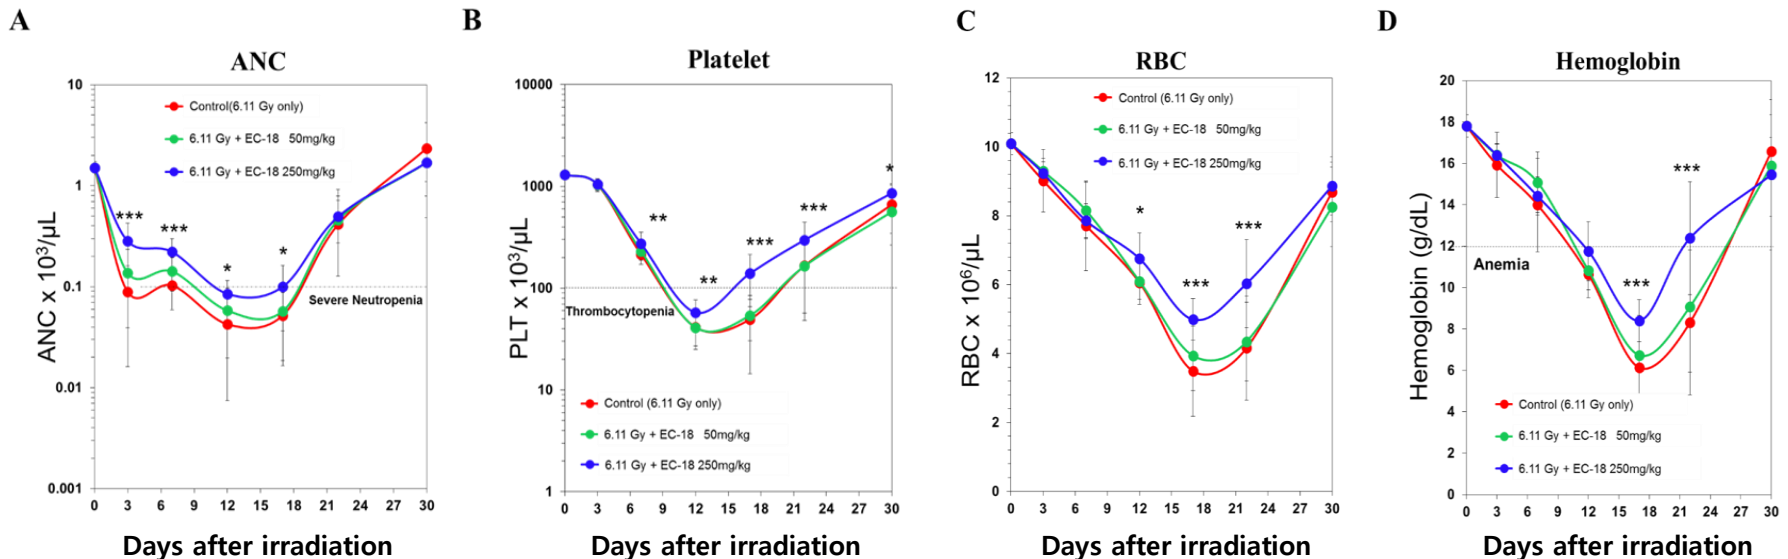 A
ANC
10
1
0.1
0.01
0.001
ANC x 10³/µL
Control(6.11 Gy only)
6.11 Gy + EC-18 50mg/kg
6.11 Gy + EC-18 250mg/kg
***
***
*
*
Severe Neutropenia
0 3 6 9 12 15 18 21 24 27 30
Days after irradiation
B
Platelet
10000
1000
100
10
1
PLT x 10³/µL
**
**
***
***
*
Thrombocytopenia
Control (6.11 Gy only)
6.11 Gy + EC-18 50mg/kg
6.11 Gy + EC-18 250mg/kg
0 3 6 9 12 15 18 21 24 27 30
Days after irradiation
C
RBC
12
10
8
6
4
2
0
RBC x 10⁶/µL
Control (6.11 Gy only)
6.11 Gy + EC-18 50mg/kg
6.11 Gy + EC-18 250mg/kg
*
***
***
0 3 6 9 12 15 18 21 24 27 30
Days after irradiation
D
Hemoglobin
20
18
16
14
12
10
8
6
4
2
0
Hemoglobin (g/dL)
***
***
Anemia
Control (6.11 Gy only)
6.11 Gy + EC-18 50mg/kg
6.11 Gy + EC-18 250mg/kg
0 3 6 9 12 15 18 21 24 27 30
Days after irradiation